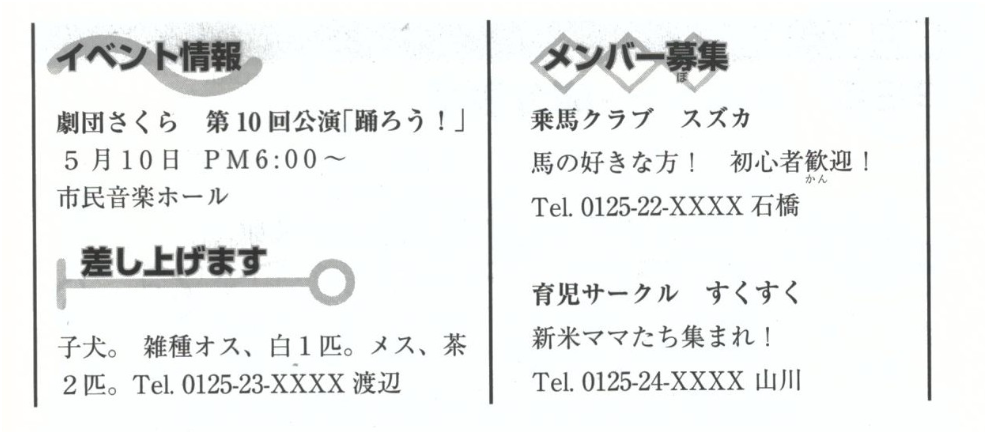 イベント情報
劇団さくら　第10回公演「踊ろう！」
５月10日　PM6:00～
市民音楽ホール
差し上げます
子犬。 雑種オス、白１匹。メス、茶
２匹。Tel. 0125-23-XXXX 渡辺
メンバー募集
ぼ
乗馬クラブ　スズカ
馬の好きな方！　初心者歓迎！
かん
Tel. 0125-22-XXXX 石橋
育児サークル　すくすく
新米ママたち集まれ！
Tel. 0125-24-XXXX 山川